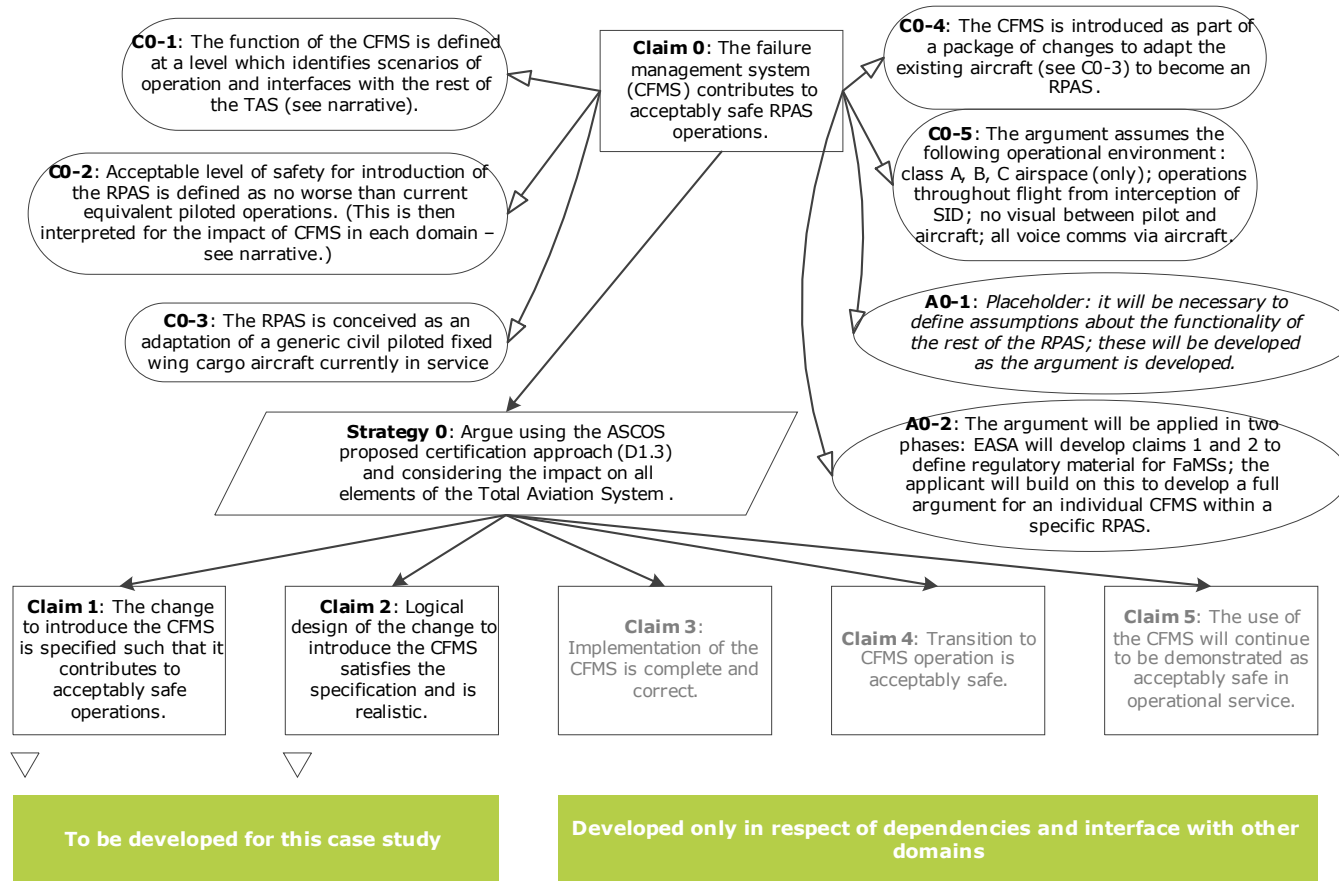 C0-1: The function of the CFMS is defined
at a level which identifies scenarios of
operation and interfaces with the rest of
the TAS (see narrative).
Claim 0: The failure
management system
(CFMS) contributes to
acceptably safe RPAS
operations.
C0-4: The CFMS is introduced as part of
a package of changes to adapt the
existing aircraft (see C0-3) to become an
RPAS.
C0-2: Acceptable level of safety for introduction of
the RPAS is defined as no worse than current
equivalent piloted operations. (This is then
interpreted for the impact of CFMS in each domain –
see narrative.)
C0-5: The argument assumes the
following operational environment:
class A, B, C airspace (only); operations
throughout flight from interception of
SID; no visual between pilot and
aircraft; all voice comms via aircraft.
C0-3: The RPAS is conceived as an
adaptation of a generic civil piloted fixed
wing cargo aircraft currently in service
A0-1: Placeholder: it will be necessary to
define assumptions about the functionality of
the rest of the RPAS; these will be developed
as the argument is developed.
Strategy 0: Argue using the ASCOS
proposed certification approach (D1.3)
and considering the impact on all
elements of the Total Aviation System.
A0-2: The argument will be applied in two
phases: EASA will develop claims 1 and 2 to
define regulatory material for FaMSs; the
applicant will build on this to develop a full
argument for an individual CFMS within a
specific RPAS.
Claim 1: The change
to introduce the CFMS
is specified such that it
contributes to
acceptably safe
operations.
Claim 2: Logical
design of the change to
introduce the CFMS
satisfies the
specification and is
realistic.
Claim 3:
Implementation of the
CFMS is complete and
correct.
Claim 4: Transition to
CFMS operation is
acceptably safe.
Claim 5: The use of
the CFMS will continue
to be demonstrated as
acceptably safe in
operational service.
To be developed for this case study
Developed only in respect of dependencies and interface with other
domains